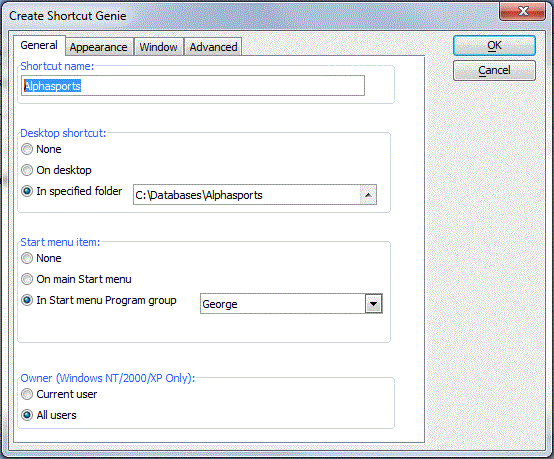 Create Shortcut Genie
General Appearance Window Advanced
OK
Cancel
Shortcut name:
Alphasports
Desktop shortcut:
None
On desktop
In specified folder C:\Databases\Alphasports
Start menu item:
None
On main Start menu
In Start menu Program group George
Owner (Windows NT/2000/XP Only):
Current user
All users